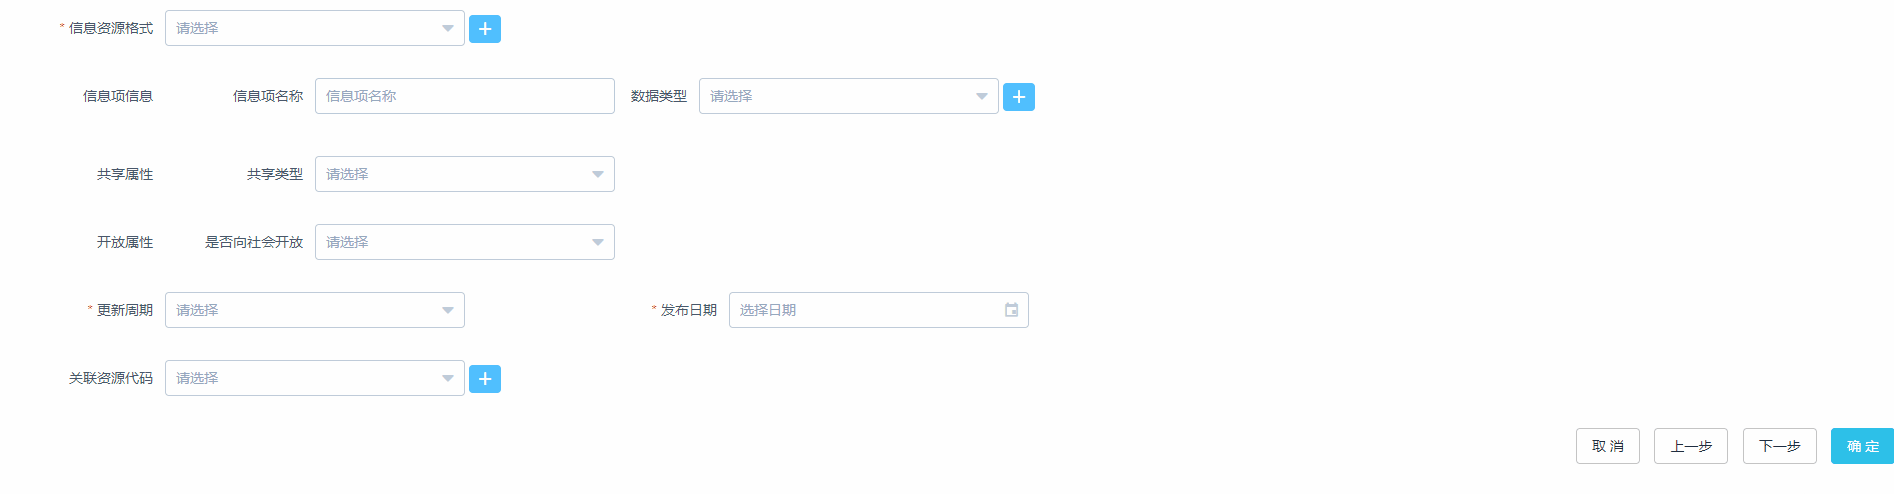 * 信息资源格式 请选择
信息项信息 信息项名称 信息项名称 数据类型 请选择
共享属性 共享类型 请选择
开放属性 是否向社会开放 请选择
* 更新周期 请选择 * 发布日期 选择日期
关联资源代码 请选择
取 消 上一步 下一步 确 定